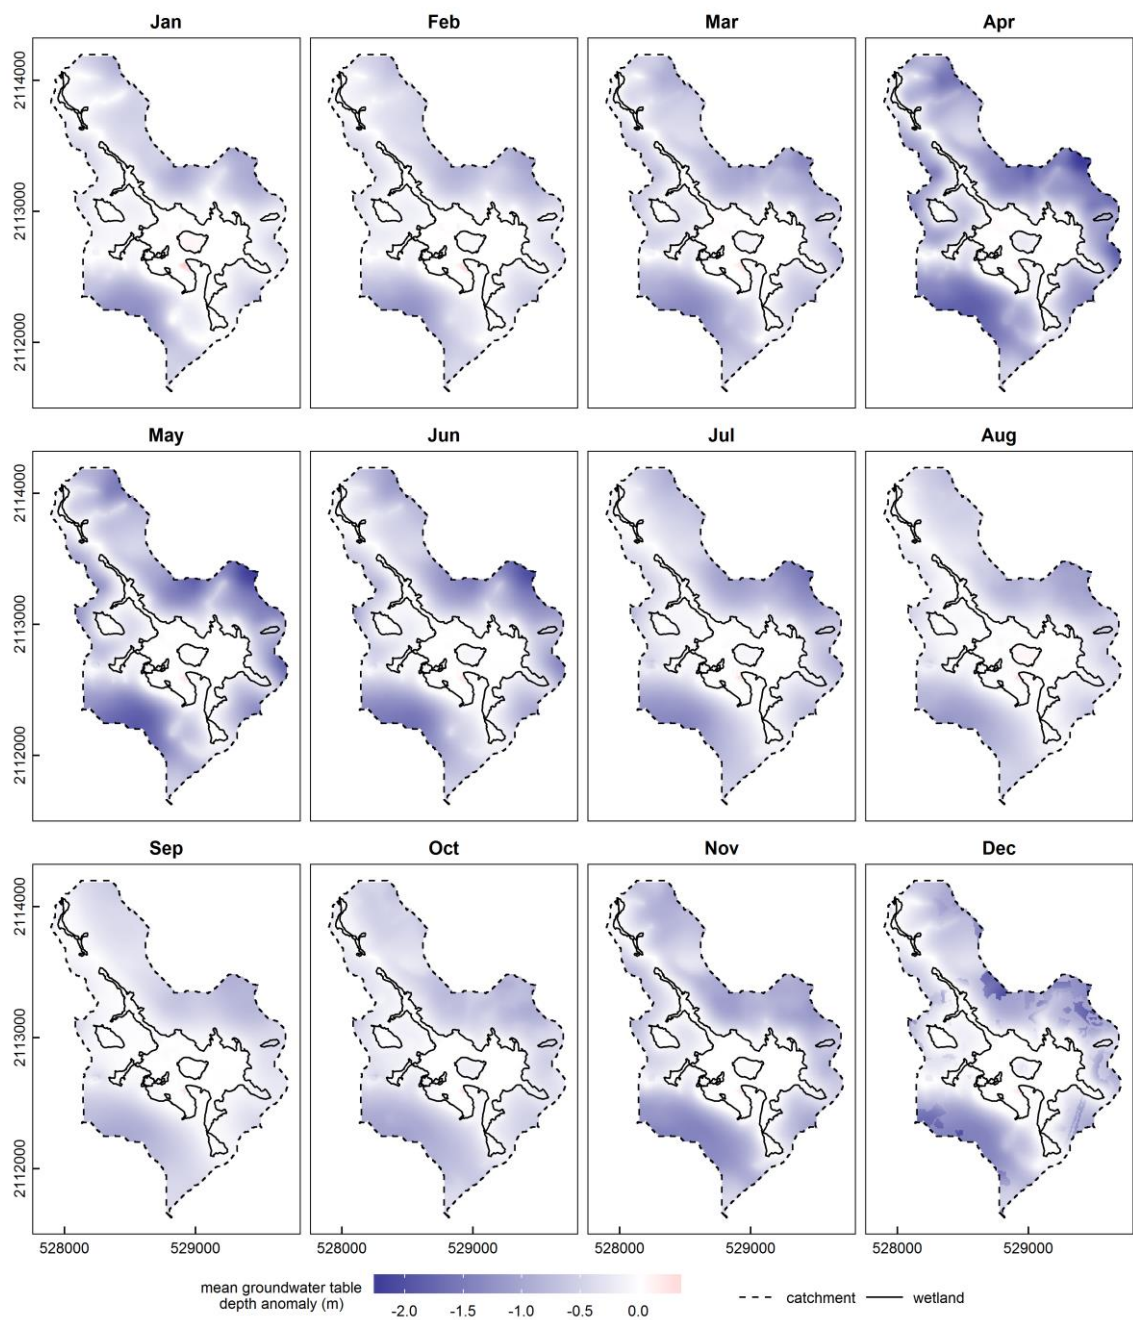 Jan Feb Mar Apr
2114000
2113000
2112000
May Jun Jul Aug
2114000
2113000
2112000
Sep Oct Nov Dec
2114000
2113000
2112000
528000 529000 528000 529000 528000 529000 528000 529000
mean groundwater table
depth anomaly (m)
-2.0 -1.5 -1.0 -0.5 0.0
catchment wetland